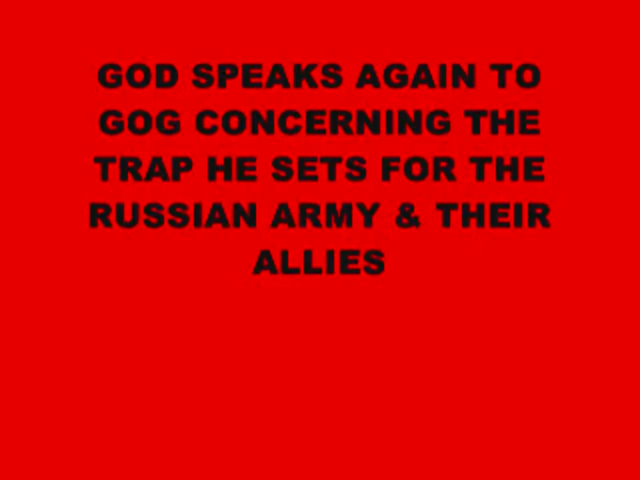 GOD SPEAKS AGAIN TO
GOG CONCERNING THE
TRAP HE SETS FOR THE
RUSSIAN ARMY & THEIR
ALLIES